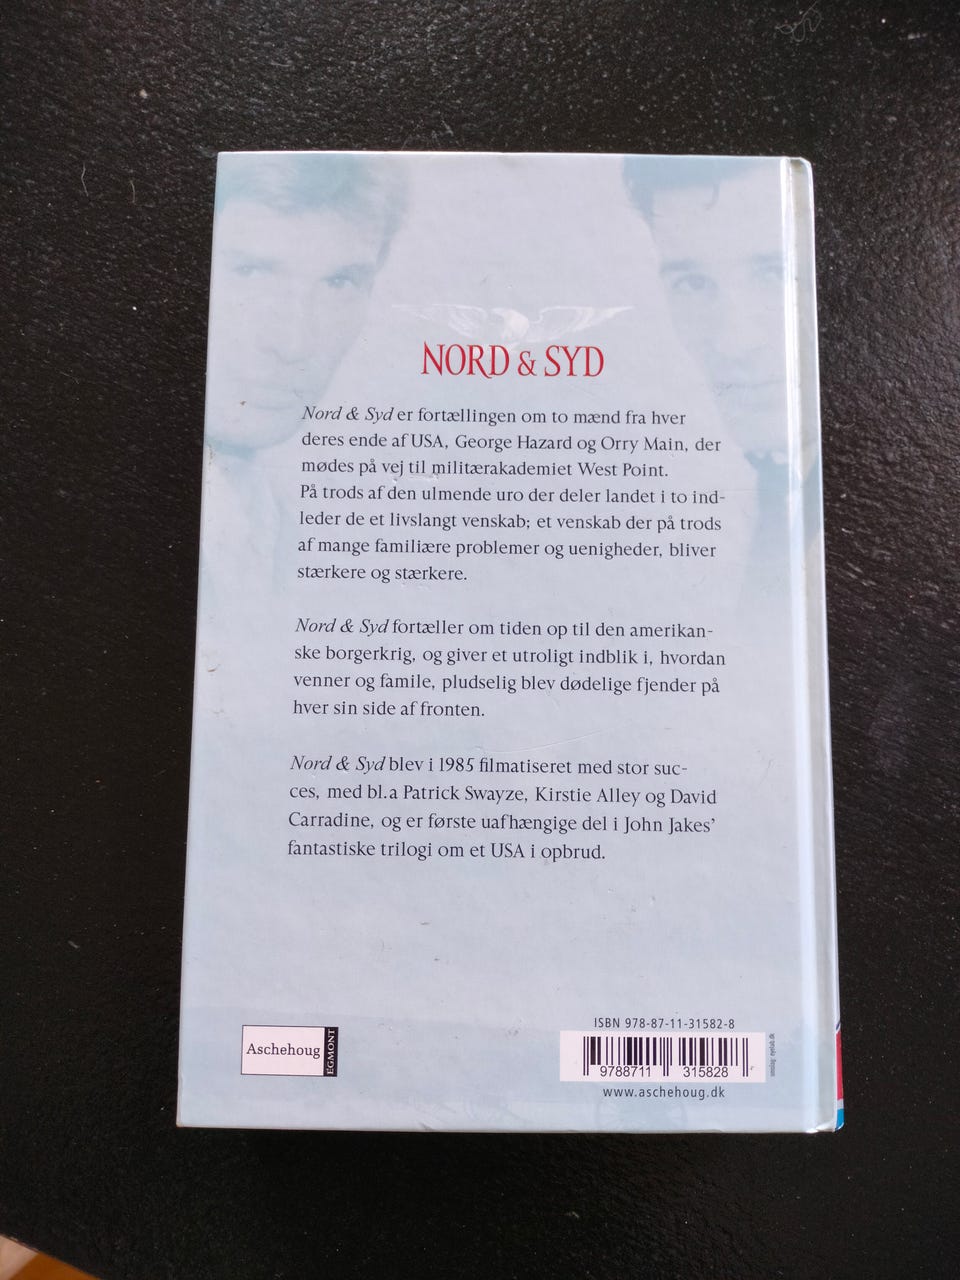 NORD & SYD
Nord & Syd er fortællingen om to mænd fra hver
deres ende af USA, George Hazard og Orry Main, der
mødes på vej til militærakademiet West Point.
På trods af den ulmende uro der deler landet i to ind-
leder de et livslangt venskab; et venskab der på trods
af mange familiære problemer og uenigheder, bliver
stærkere og stærkere.
Nord & Syd fortæller om tiden op til den amerikan-
ske borgerkrig, og giver et utroligt indblik i, hvordan
venner og famile, pludselig blev dødelige fjender på
hver sin side af fronten.
Nord & Syd blev i 1985 filmatiseret med stor suc-
ces, med bl.a Patrick Swayze, Kirstie Alley og David
Carradine, og er første uafhængige del i John Jakes’
fantastiske trilogi om et USA i opbrud.
Aschehoug
EGMONT
ISBN 978-87-11-31582-8
9788711 315828
www.aschehoug.dk